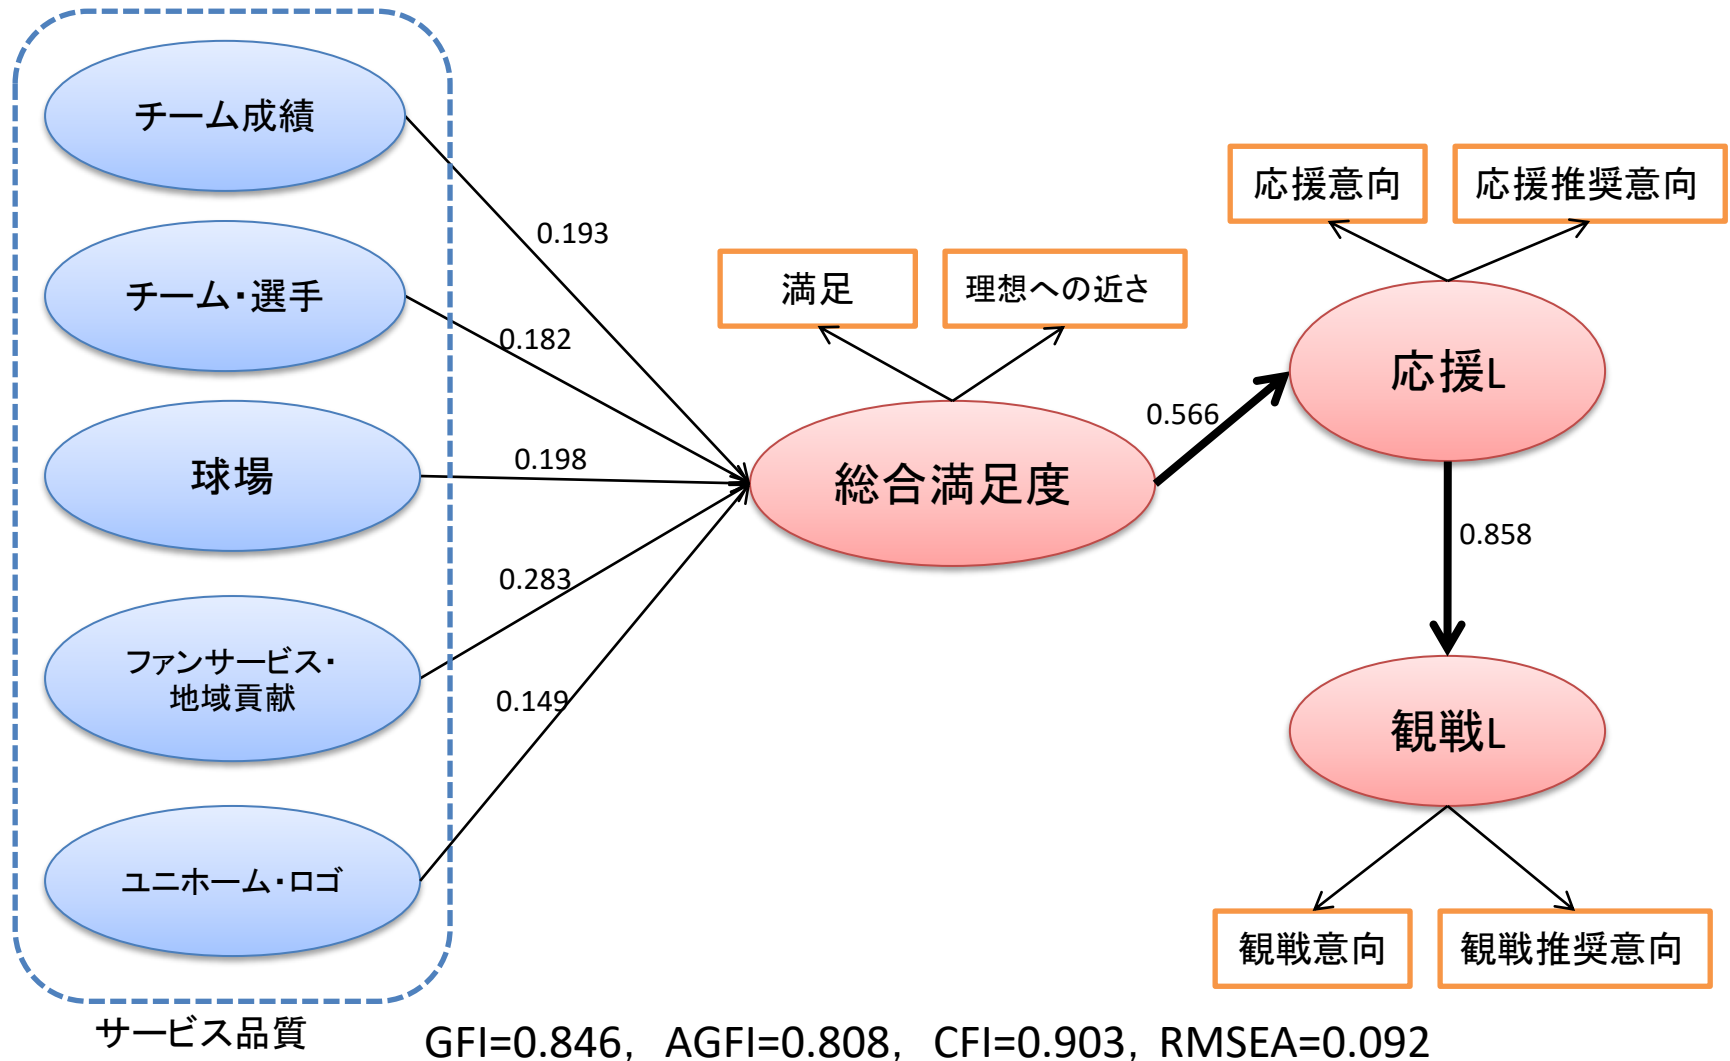 チーム成績
チーム・選手
球場
ファンサービス・
地域貢献
ユニホーム・ロゴ
サービス品質
0.193
0.182
0.198
0.283
0.149
満足
理想への近さ
総合満足度
0.566
応援意向
応援推奨意向
応援L
0.858
観戦L
観戦意向
観戦推奨意向
GFI=0.846, AGFI=0.808, CFI=0.903, RMSEA=0.092